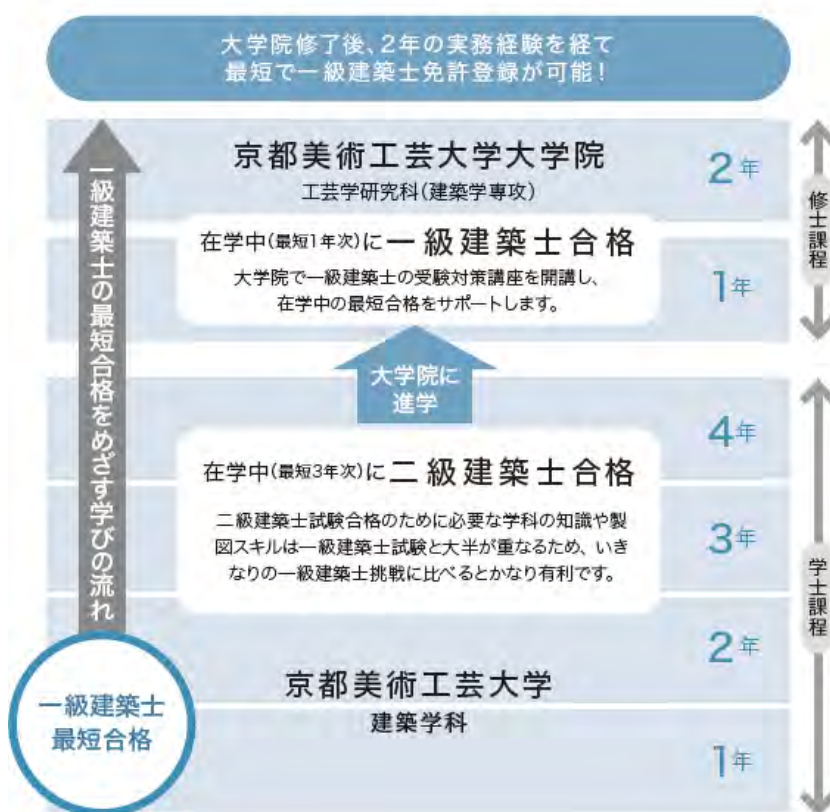 大学院修了後、2年の実務経験を経て
最短で一級建築士免許登録が可能！
一級建築士の最短合格をめざす学びの流れ
京都美術工芸大学大学院
工芸学研究科（建築学専攻）
2年
在学中（最短1年次）に一級建築士合格
大学院で一級建築士の受験対策講座を開講し、
在学中の最短合格をサポートします。
1年
修士課程
大学院に
進学
4年
在学中（最短3年次）に二級建築士合格
二級建築士試験合格のために必要な学科の知識や製
図スキルは一級建築士試験と大半が重なるため、いき
なりの一級建築士挑戦に比べるとかなり有利です。
3年
学士課程
2年
京都美術工芸大学
建築学科
1年
一級建築士
最短合格